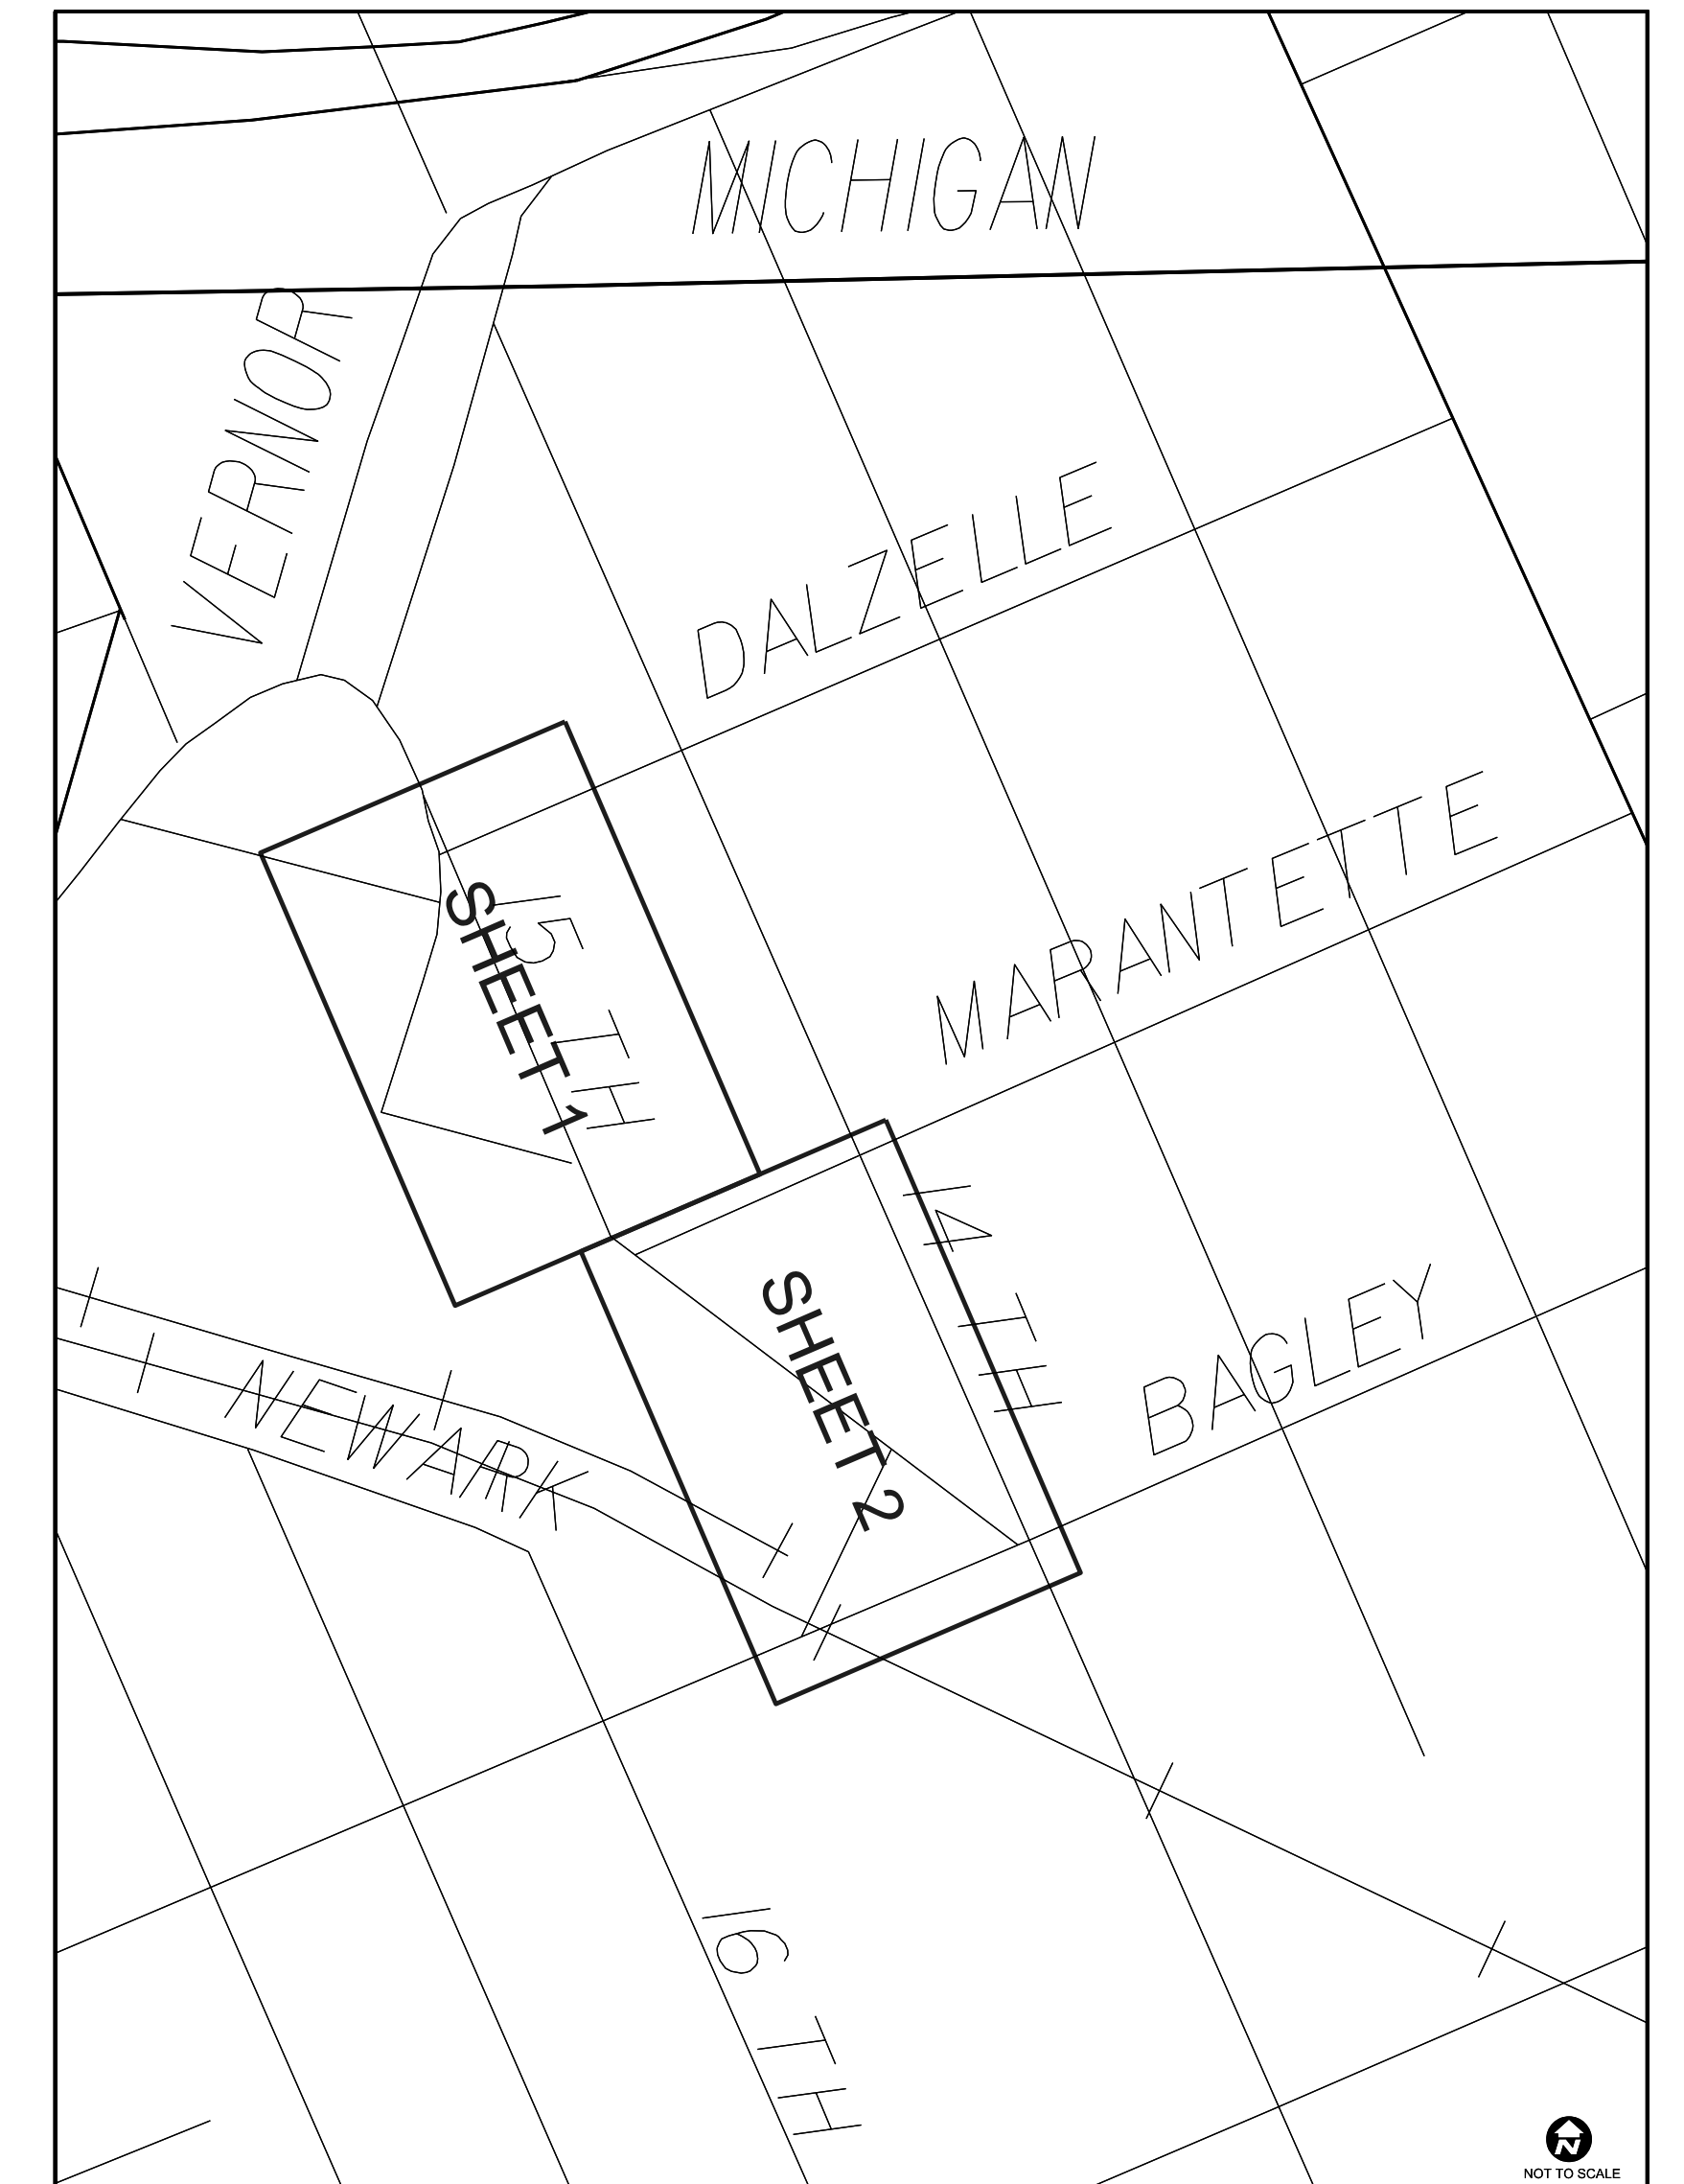 MICHIGAN
VERNOR
DALZELLE
MARANTETTE
15 TH
SHEET 1
14 TH
SHEET 2
BAGLEY
NEWARK
16 TH
N
NOT TO SCALE